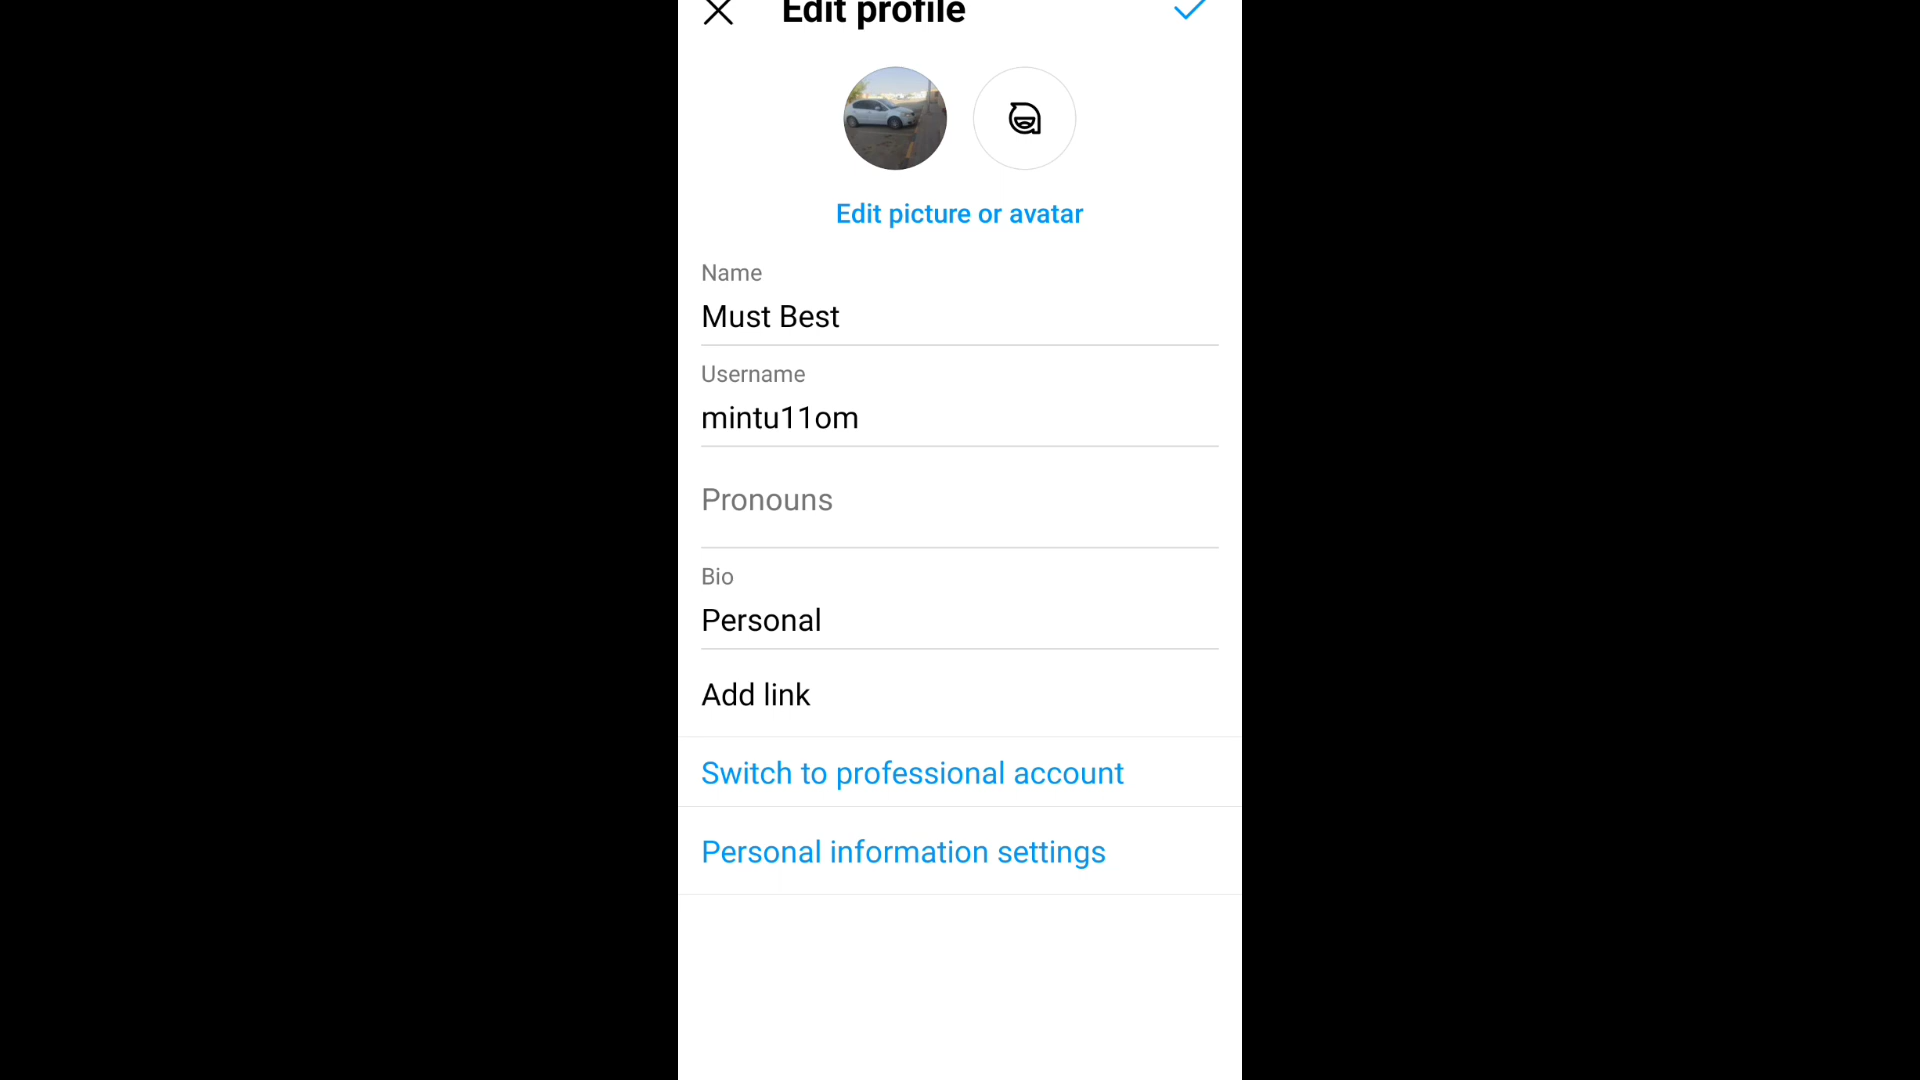 Edit profile
Edit picture or avatar
Name
Must Best
Username
mintu11om
Pronouns
Bio
Personal
Add link
Switch to professional account
Personal information settings